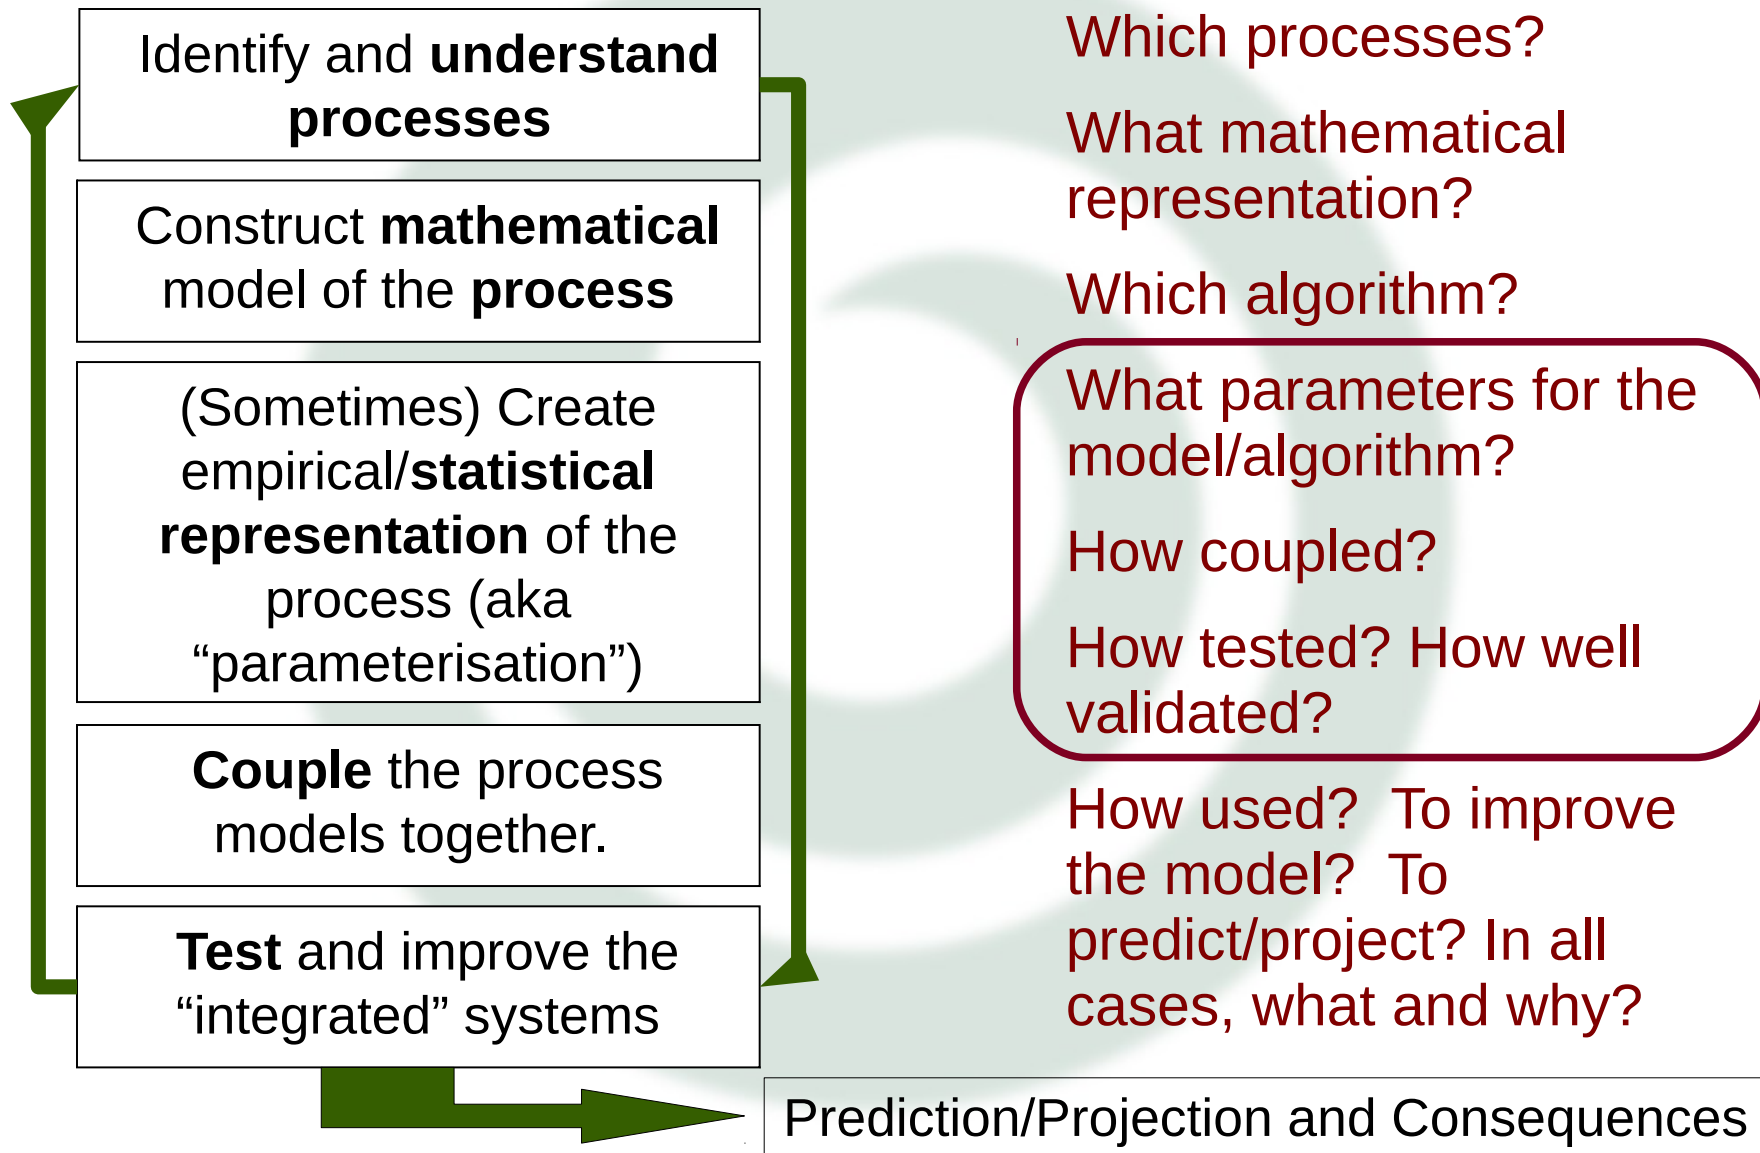 Identify and understand
processes
Construct mathematical
model of the process
(Sometimes) Create
empirical/statistical
representation of the
process (aka
“parameterisation”)
Couple the process
models together.
Test and improve the
“integrated” systems
Which processes?
What mathematical
representation?
Which algorithm?
What parameters for the
model/algorithm?
How coupled?
How tested? How well
validated?
How used?  To improve
the model?  To
predict/project? In all
cases, what and why?
Prediction/Projection and Consequences